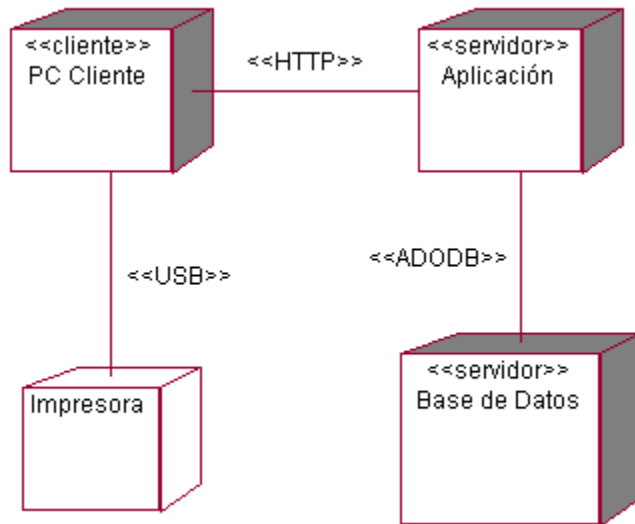 <<cliente>>
PC Cliente
<<HTTP>>
<<servidor>>
Aplicación
<<USB>>
<<ADODB>>
Impresora
<<servidor>>
Base de Datos